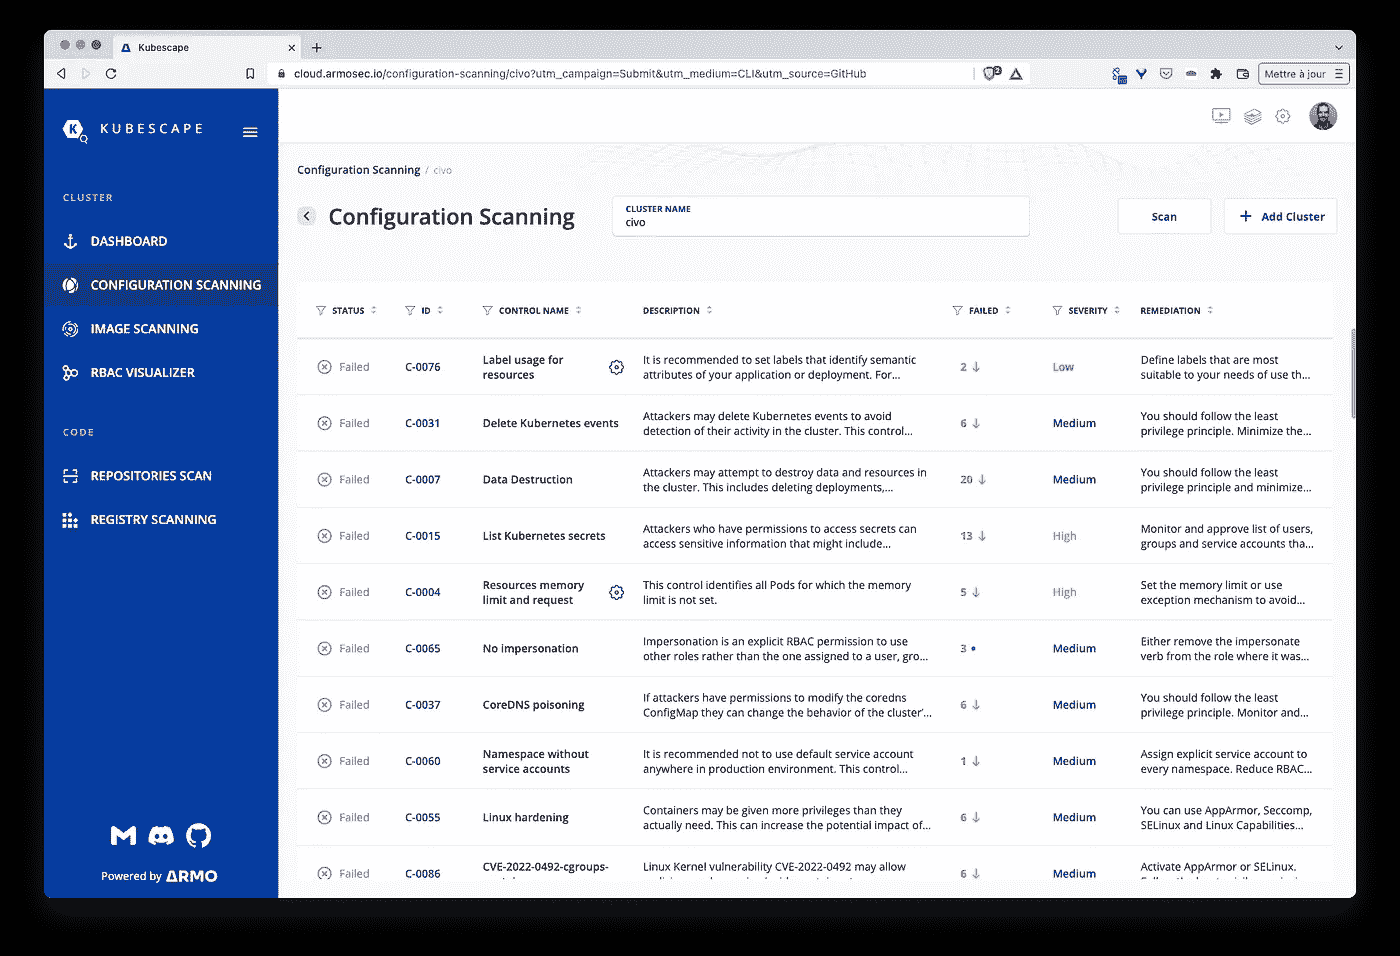 Kubescape
cloud.armosec.io/configuration-scanning/civo?utm_campaign=Submit&utm_medium=CLI&utm_source=GitHub
2
Mettre à jour
KUBESCAPE
CLUSTER
DASHBOARD
CONFIGURATION SCANNING
IMAGE SCANNING
RBAC VISUALIZER
CODE
REPOSITORIES SCAN
REGISTRY SCANNING
Powered by ARMO
Configuration Scanning / civo
Configuration Scanning
CLUSTER NAME
civo
Scan
+ Add Cluster
STATUS ID CONTROL NAME DESCRIPTION FAILED SEVERITY REMEDIATION
Failed C-0076 Label usage for resources It is recommended to set labels that identify semantic attributes of your application or deployment. For... 2 Low Define labels that are most suitable to your needs of use th...
Failed C-0031 Delete Kubernetes events Attackers may delete Kubernetes events to avoid detection of their activity in the cluster. This control... 6 Medium You should follow the least privilege principle. Minimize the...
Failed C-0007 Data Destruction Attackers may attempt to destroy data and resources in the cluster. This includes deleting deployments,... 20 Medium You should follow the least privilege principle and minimize...
Failed C-0015 List Kubernetes secrets Attackers who have permissions to access secrets can access sensitive information that might include... 13 High Monitor and approve list of users, groups and service accounts tha...
Failed C-0004 Resources memory limit and request This control identifies all Pods for which the memory limit is not set. 5 High Set the memory limit or use exception mechanism to avoid...
Failed C-0065 No impersonation Impersonation is an explicit RBAC permission to use other roles rather than the one assigned to a user, gro... 3 Medium Either remove the impersonate verb from the role where it was...
Failed C-0037 CoreDNS poisoning If attackers have permissions to modify the coredns ConfigMap they can change the behavior of the cluster'... 6 Medium You should follow the least privilege principle. Monitor and...
Failed C-0060 Namespace without service accounts It is recommended not to use default service account anywhere in production environment. This control... 1 Medium Assign explicit service account to every namespace. Reduce RBAC...
Failed C-0055 Linux hardening Containers may be given more privileges than they actually need. This can increase the potential impact of... 6 Medium You can use AppArmor, Seccomp, SELinux and Linux Capabilities...
Failed C-0086 CVE-2022-0492-cgroups- Linux Kernel vulnerability CVE-2022-0492 may allow 6 Medium Activate AppArmor or SELinux.